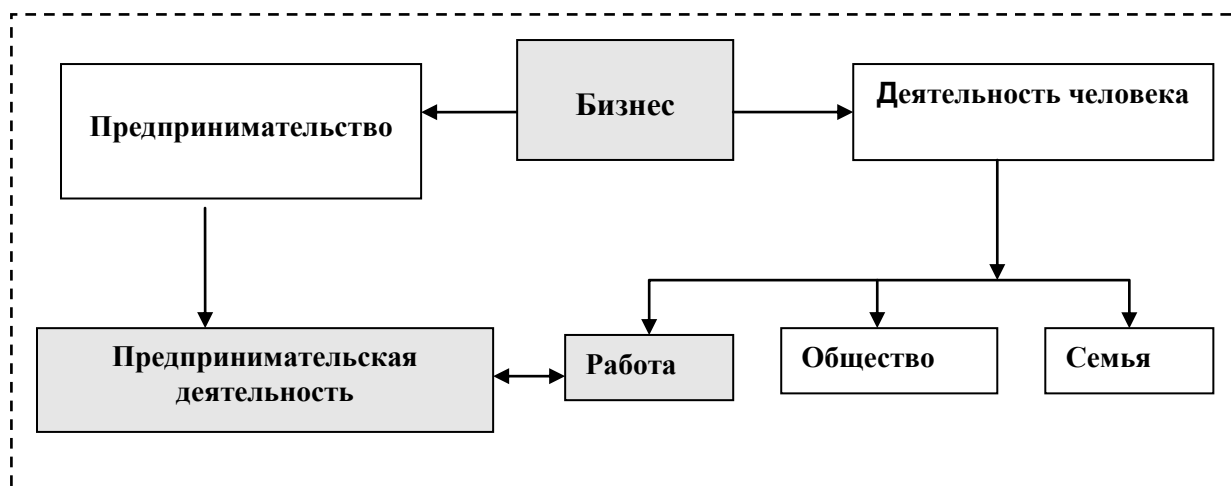 Предпринимательство
Бизнес
Деятельность человека
Предпринимательская
деятельность
Работа
Общество
Семья